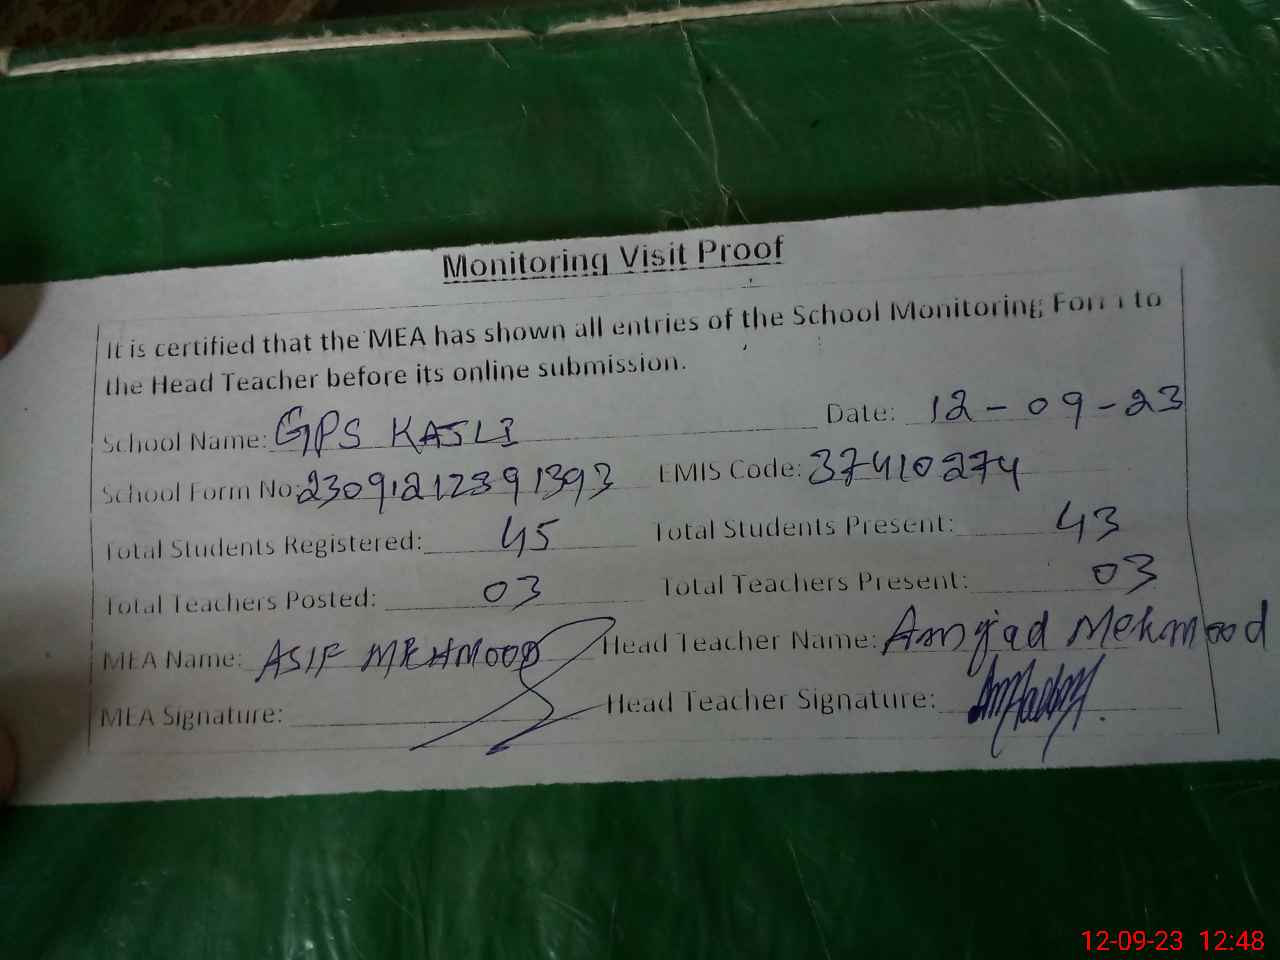 Monitoring Visit Proof
It is certified that the MEA has shown all entries of the School Monitoring Form to
the Head Teacher before its online submission.
School Name: GPS KASLI Date: 12-09-23
School Form No: 23091212391393 EMIS Code: 37410274
Total Students Registered: 45 Total Students Present: 43
Total Teachers Posted: 03 Total Teachers Present: 03
MEA Name: ASIF MEHMOOD Head Teacher Name: Amjad Mehmood
MEA Signature: Head Teacher Signature:
12-09-23 12:48